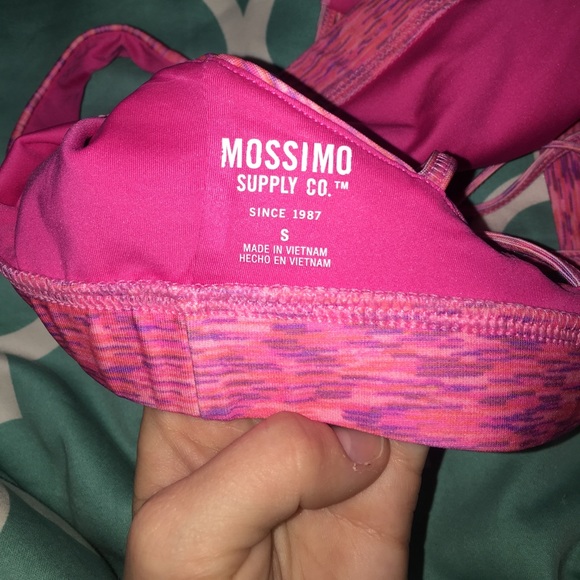 MOSSIMO
SUPPLY CO.™
SINCE 1987
S
MADE IN VIETNAM
HECHO EN VIETNAM